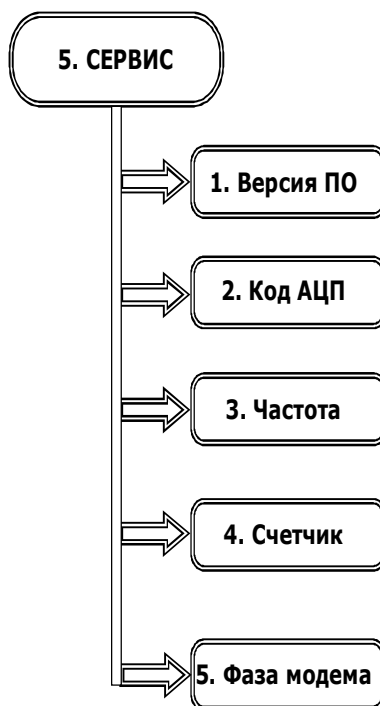 5. СЕРВИС
1. Версия ПО
2. Код АЦП
3. Частота
4. Счетчик
5. Фаза модема